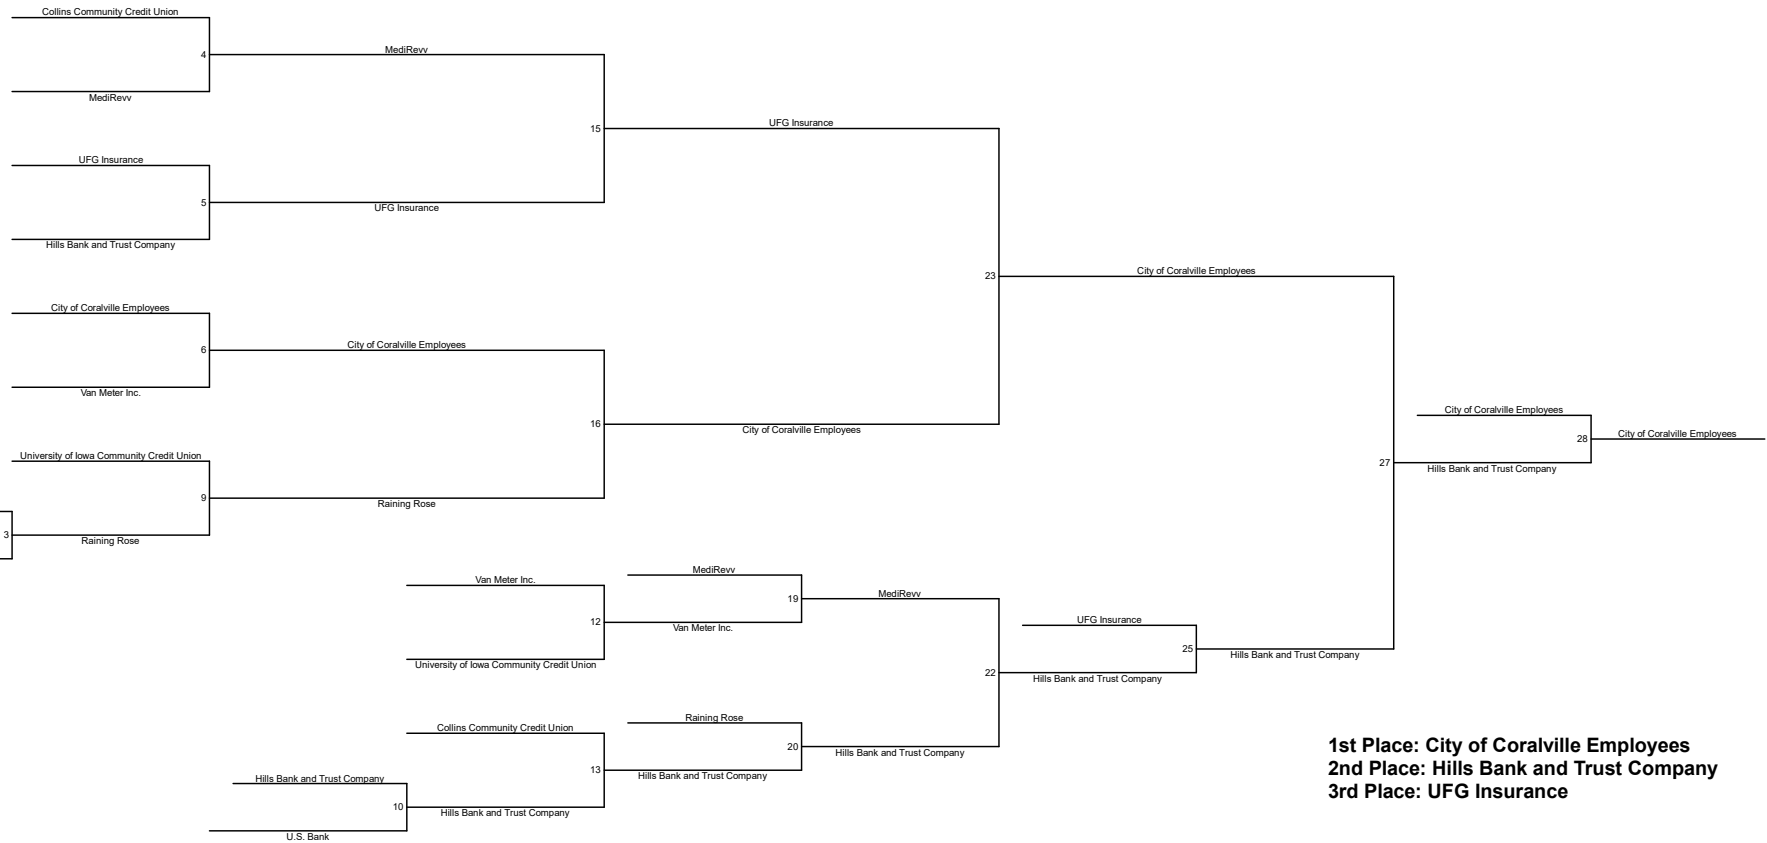 Collins Community Credit Union
4
MediRevv
MediRevv
15
UFG Insurance
UFG Insurance
5
UFG Insurance
Hills Bank and Trust Company
23
City of Coralville Employees
City of Coralville Employees
6
City of Coralville Employees
Van Meter Inc.
16
City of Coralville Employees
University of Iowa Community Credit Union
9
Raining Rose
3
Raining Rose
27
City of Coralville Employees
28
City of Coralville Employees
Hills Bank and Trust Company
Van Meter Inc.
12
University of Iowa Community Credit Union
MediRevv
19
Van Meter Inc.
MediRevv
22
UFG Insurance
25
Hills Bank and Trust Company
Hills Bank and Trust Company
Collins Community Credit Union
13
Raining Rose
20
Hills Bank and Trust Company
Hills Bank and Trust Company
Hills Bank and Trust Company
10
Hills Bank and Trust Company
U.S. Bank
1st Place: City of Coralville Employees
2nd Place: Hills Bank and Trust Company
3rd Place: UFG Insurance